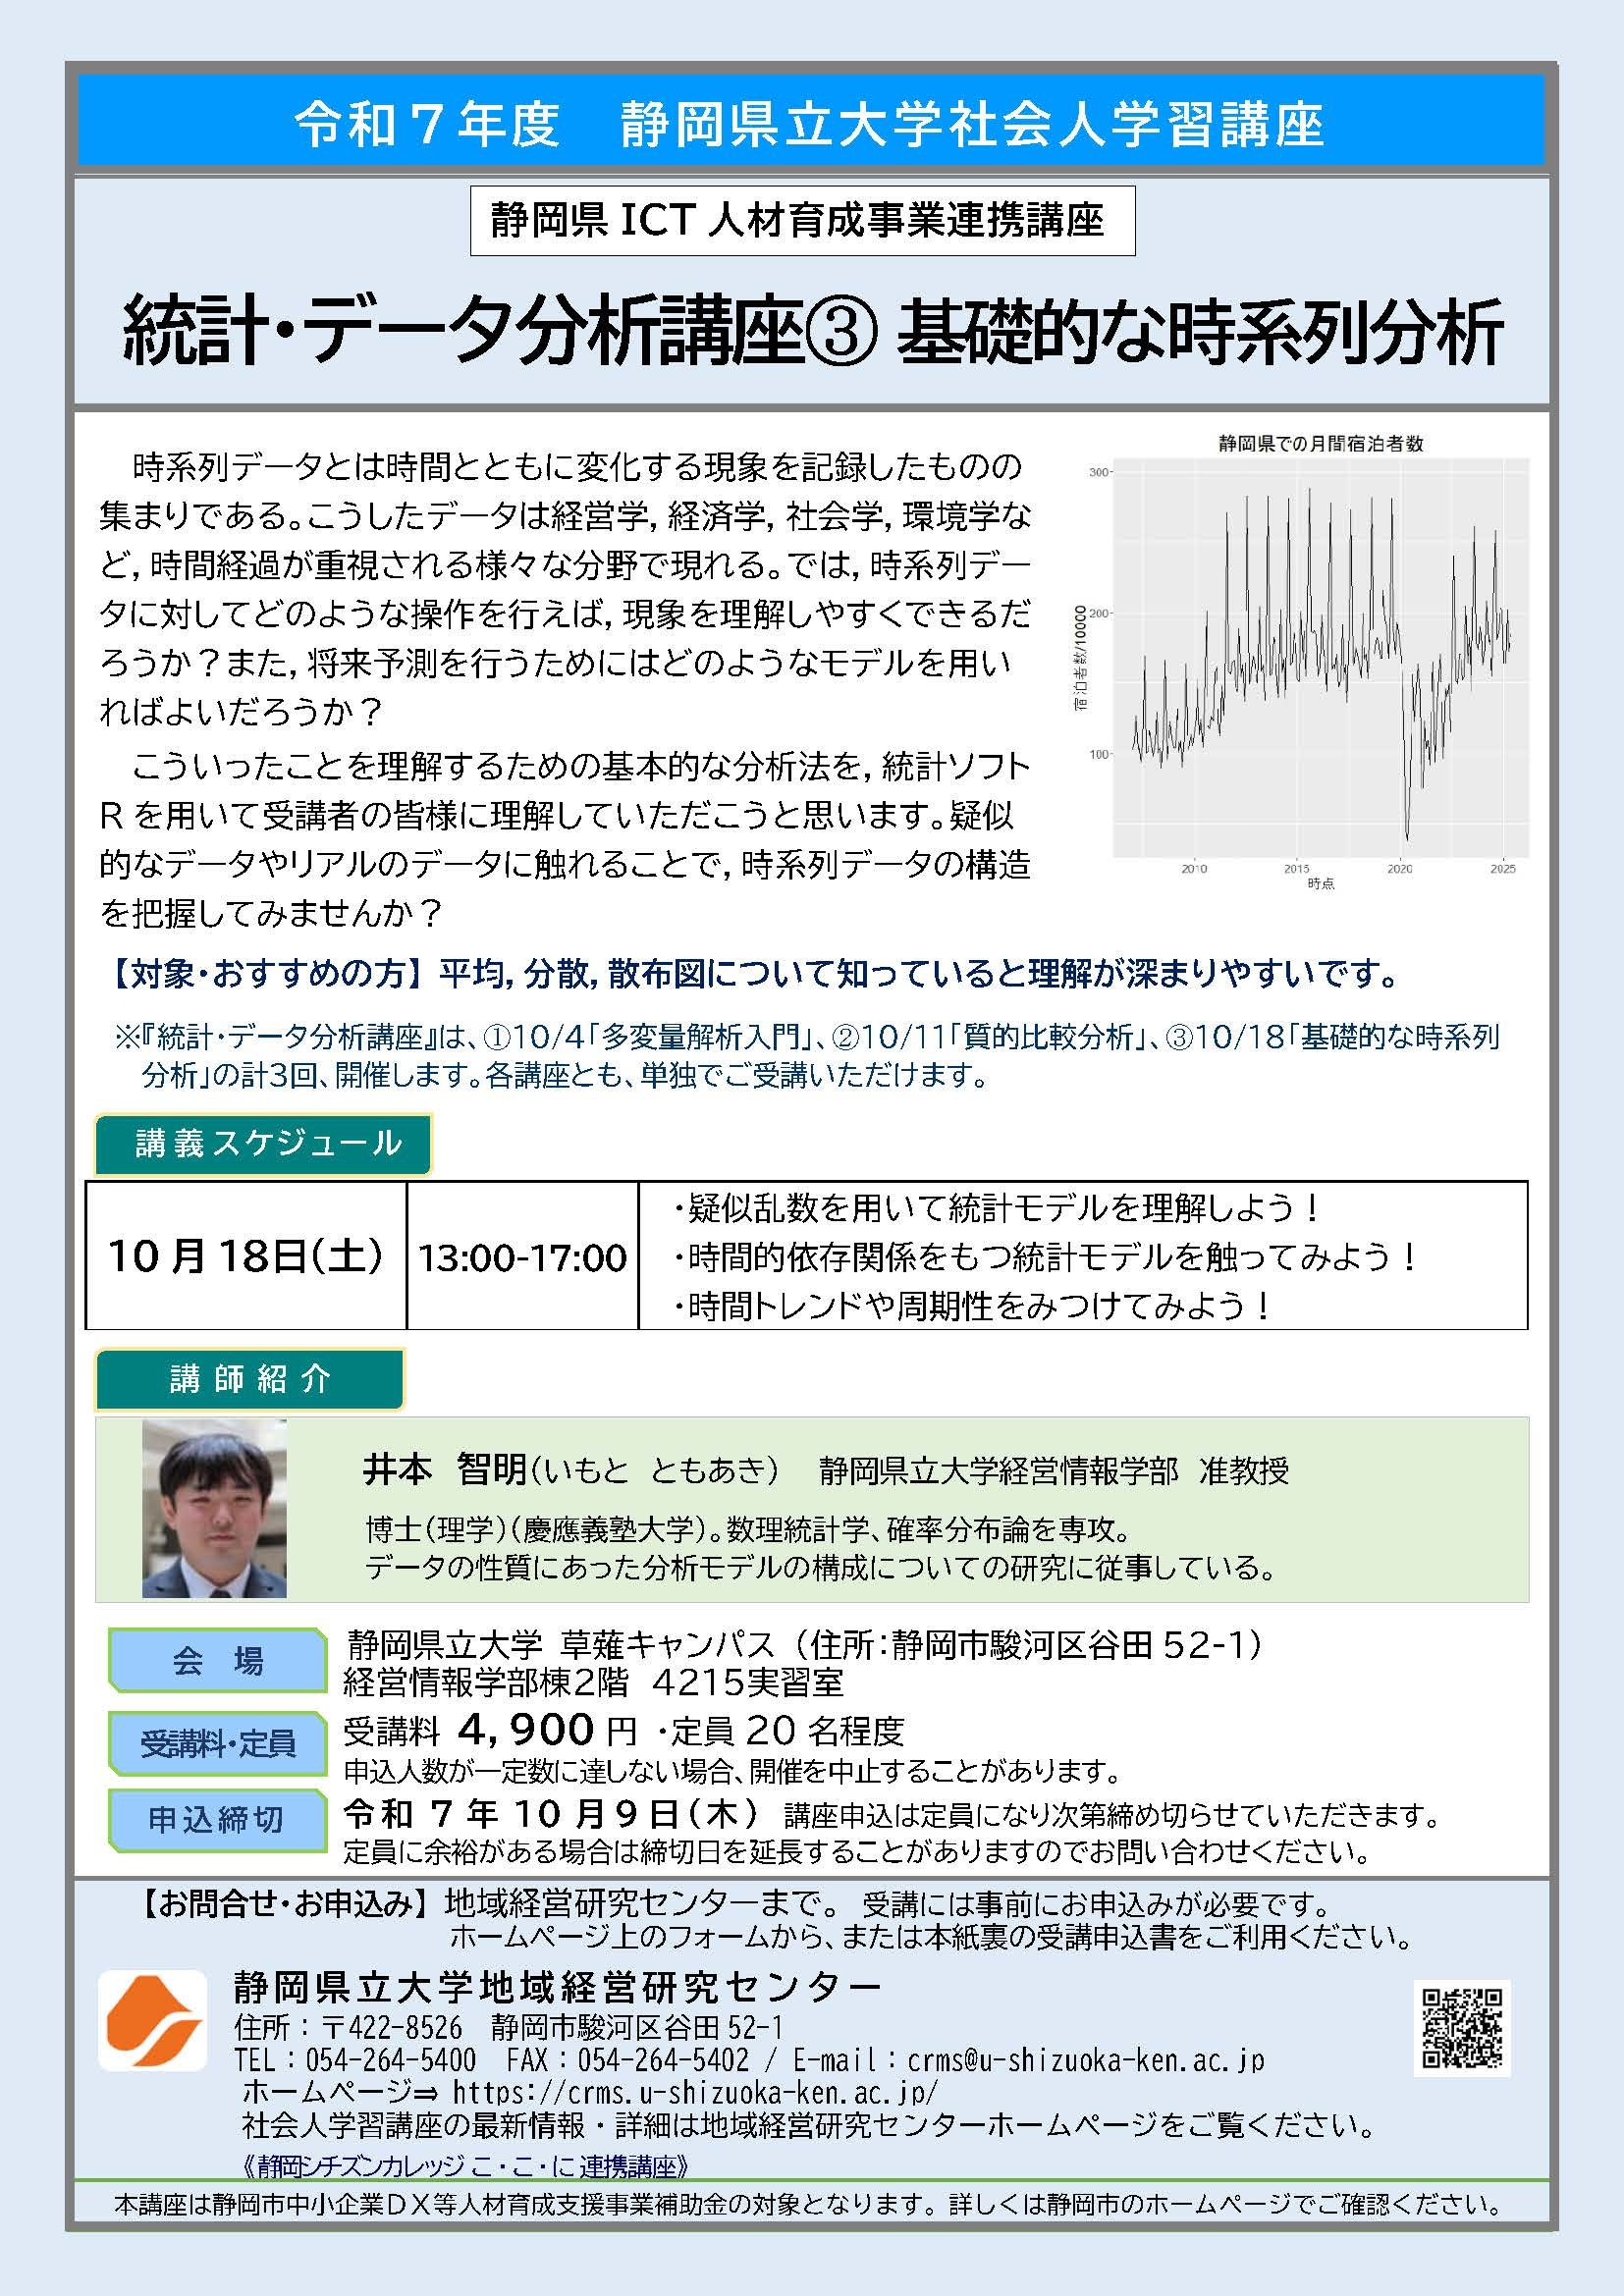 令和7年度　静岡県立大学社会人学習講座
静岡県 ICT 人材育成事業連携講座
統計・データ分析講座③ 基礎的な時系列分析
時系列データとは時間とともに変化する現象を記録したものの
集まりである。こうしたデータは経営学, 経済学, 社会学, 環境学な
ど, 時間経過が重視される様々な分野で現れる。では, 時系列デー
タに対してどのような操作を行えば, 現象を理解しやすくできるだ
ろうか？また, 将来予測を行うためにはどのようなモデルを用い
ればよいだろうか？
こういったことを理解するための基本的な分析法を, 統計ソフト
R を用いて受講者の皆様に理解していただこうと思います。疑似
的なデータやリアルのデータに触れることで, 時系列データの構造
を把握してみませんか？
静岡県での月間宿泊者数
300
200
100
宿泊者数/10000
2010 2015 2020 2025
時点
【対象・おすすめの方】平均, 分散, 散布図について知っていると理解が深まりやすいです。
※『統計・データ分析講座』は、①10/4「多変量解析入門」、②10/11「質的比較分析」、③10/18「基礎的な時系列
分析」の計3回、開催します。各講座とも、単独でご受講いただけます。
講義スケジュール
10 月 18日(土) 13:00-17:00
・疑似乱数を用いて統計モデルを理解しよう！
・時間的依存関係をもつ統計モデルを触ってみよう！
・時間トレンドや周期性をみつけてみよう！
講師紹介
井本 智明(いもと ともあき)　静岡県立大学経営情報学部 准教授
博士(理学)(慶應義塾大学)。数理統計学、確率分布論を専攻。
データの性質にあった分析モデルの構成についての研究に従事している。
会 場
静岡県立大学 草薙キャンパス (住所：静岡市駿河区谷田 52-1)
経営情報学部棟2階 4215実習室
受講料・定員
受講料 4,900 円 ・定員 20 名程度
申込人数が一定数に達しない場合、開催を中止することがあります。
申込締切
令和 7 年 10 月 9 日(木) 講座申込は定員になり次第締め切らせていただきます。
定員に余裕がある場合は締切日を延長することがありますのでお問い合わせください。
【お問合せ・お申込み】地域経営研究センターまで。 受講には事前にお申込みが必要です。
ホームページ上のフォームから、または本紙裏の受講申込書をご利用ください。
静岡県立大学地域経営研究センター
住所：〒422-8526　静岡市駿河区谷田 52-1
TEL：054-264-5400　FAX：054-264-5402 / E-mail：crms@u-shizuoka-ken.ac.jp
ホームページ⇒ https://crms.u-shizuoka-ken.ac.jp/
社会人学習講座の最新情報・詳細は地域経営研究センターホームページをご覧ください。
《静岡シチズンカレッジ こ・こ・に 連携講座》
本講座は静岡市中小企業ＤＸ等人材育成支援事業補助金の対象となります。詳しくは静岡市のホームページでご確認ください。